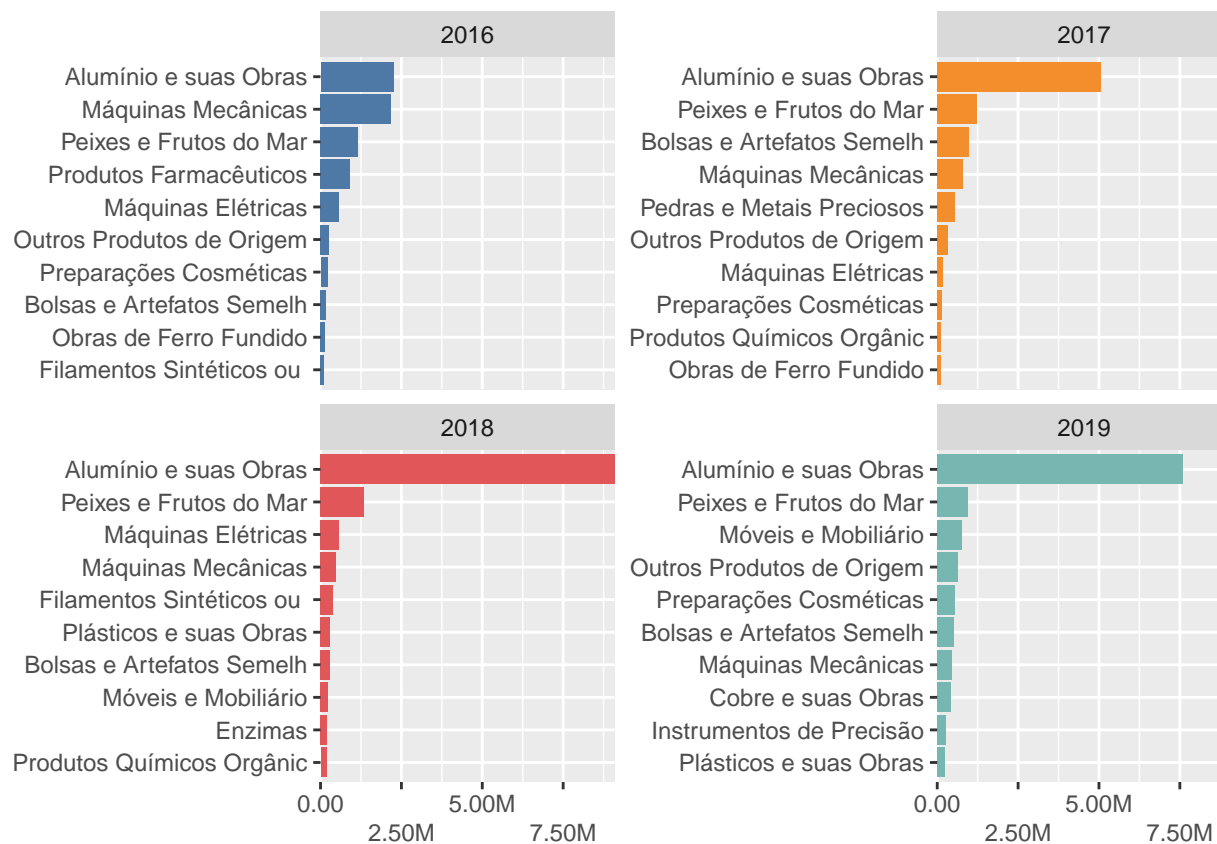 2016
Alumínio e suas Obras
Máquinas Mecânicas
Peixes e Frutos do Mar
Produtos Farmacêuticos
Máquinas Elétricas
Outros Produtos de Origem
Preparações Cosméticas
Bolsas e Artefatos Semelh
Obras de Ferro Fundido
Filamentos Sintéticos ou
2017
Alumínio e suas Obras
Peixes e Frutos do Mar
Bolsas e Artefatos Semelh
Máquinas Mecânicas
Pedras e Metais Preciosos
Outros Produtos de Origem
Máquinas Elétricas
Preparações Cosméticas
Produtos Químicos Orgânic
Obras de Ferro Fundido
2018
Alumínio e suas Obras
Peixes e Frutos do Mar
Máquinas Elétricas
Máquinas Mecânicas
Filamentos Sintéticos ou
Plásticos e suas Obras
Bolsas e Artefatos Semelh
Móveis e Mobiliário
Enzimas
Produtos Químicos Orgânic
0.00 5.00M
2.50M 7.50M
2019
Alumínio e suas Obras
Peixes e Frutos do Mar
Móveis e Mobiliário
Outros Produtos de Origem
Preparações Cosméticas
Bolsas e Artefatos Semelh
Máquinas Mecânicas
Cobre e suas Obras
Instrumentos de Precisão
Plásticos e suas Obras
0.00 5.00M
2.50M 7.50M